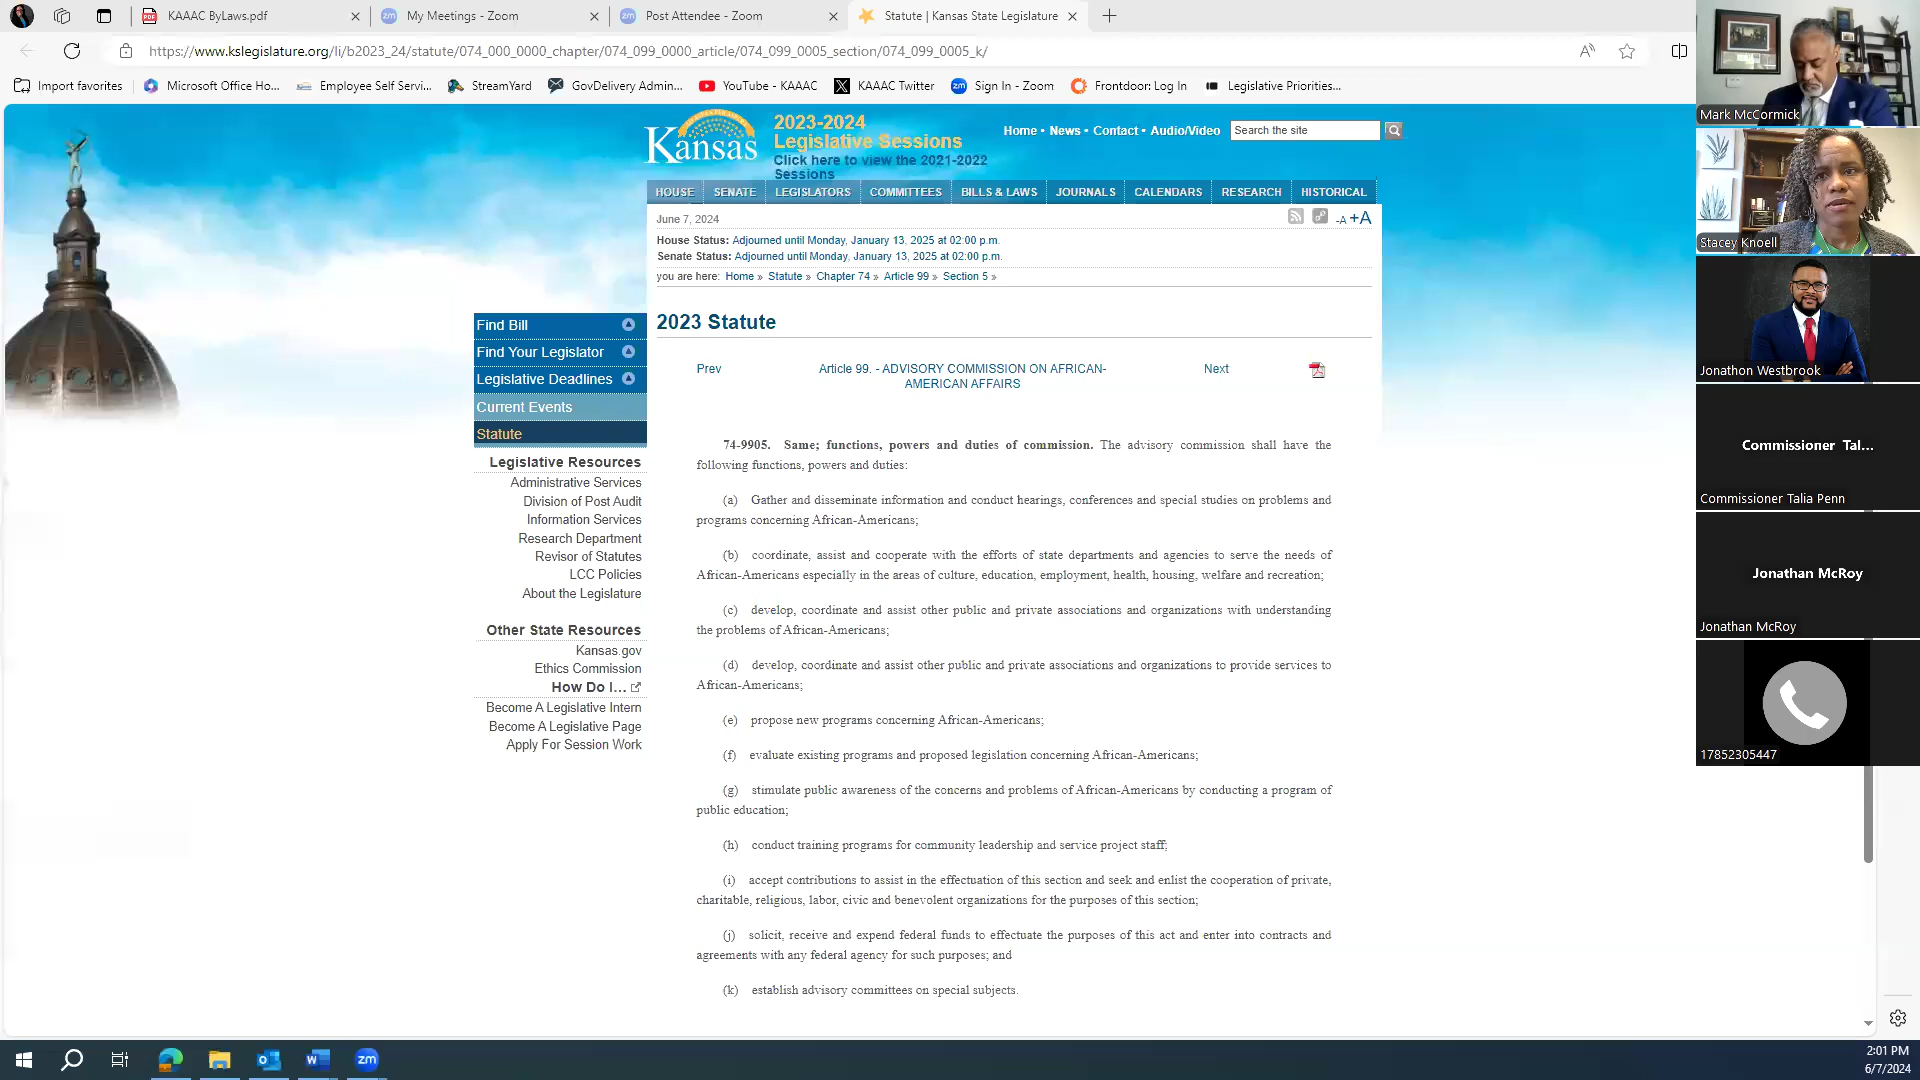 KAAAC ByLaws.pdf
My Meetings - Zoom
Post Attendee - Zoom
Statute | Kansas State Legislature
https://www.kslegislature.org/li/b2023_24/statute/074_000_0000_chapter/074_099_0000_article/074_099_0005_section/074_099_0005_k/
Import favorites
Microsoft Office Ho...
Employee Self Servi...
StreamYard
GovDelivery Admin...
YouTube - KAAAC
KAAAC Twitter
Sign In - Zoom
Frontdoor: Log In
Legislative Priorities...
Kansas
2023-2024
Legislative Sessions
Click here to view the 2021-2022
Sessions
Home • News • Contact • Audio/Video
Search the site
HOUSE SENATE LEGISLATORS COMMITTEES BILLS & LAWS JOURNALS CALENDARS RESEARCH HISTORICAL
June 7, 2024
-A +A
House Status: Adjourned until Monday, January 13, 2025 at 02:00 p.m.
Senate Status: Adjourned until Monday, January 13, 2025 at 02:00 p.m.
you are here: Home » Statute » Chapter 74 » Article 99 » Section 5 »
Find Bill
Find Your Legislator
Legislative Deadlines
Current Events
Statute
Legislative Resources
Administrative Services
Division of Post Audit
Information Services
Research Department
Revisor of Statutes
LCC Policies
About the Legislature
Other State Resources
Kansas.gov
Ethics Commission
How Do I...
Become A Legislative Intern
Become A Legislative Page
Apply For Session Work
2023 Statute
Prev
Article 99. - ADVISORY COMMISSION ON AFRICAN-
AMERICAN AFFAIRS
Next
74-9905. Same; functions, powers and duties of commission. The advisory commission shall have the
following functions, powers and duties:
(a) Gather and disseminate information and conduct hearings, conferences and special studies on problems and
programs concerning African-Americans;
(b) coordinate, assist and cooperate with the efforts of state departments and agencies to serve the needs of
African-Americans especially in the areas of culture, education, employment, health, housing, welfare and recreation;
(c) develop, coordinate and assist other public and private associations and organizations with understanding
the problems of African-Americans;
(d) develop, coordinate and assist other public and private associations and organizations to provide services to
African-Americans;
(e) propose new programs concerning African-Americans;
(f) evaluate existing programs and proposed legislation concerning African-Americans;
(g) stimulate public awareness of the concerns and problems of African-Americans by conducting a program of
public education;
(h) conduct training programs for community leadership and service project staff;
(i) accept contributions to assist in the effectuation of this section and seek and enlist the cooperation of private,
charitable, religious, labor, civic and benevolent organizations for the purposes of this section;
(j) solicit, receive and expend federal funds to effectuate the purposes of this act and enter into contracts and
agreements with any federal agency for such purposes; and
(k) establish advisory committees on special subjects.
Mark McCormick
Stacey Knoell
Jonathon Westbrook
Commissioner Tal...
Commissioner Talia Penn
Jonathan McRoy
Jonathan McRoy
17852305447
2:01 PM
6/7/2024